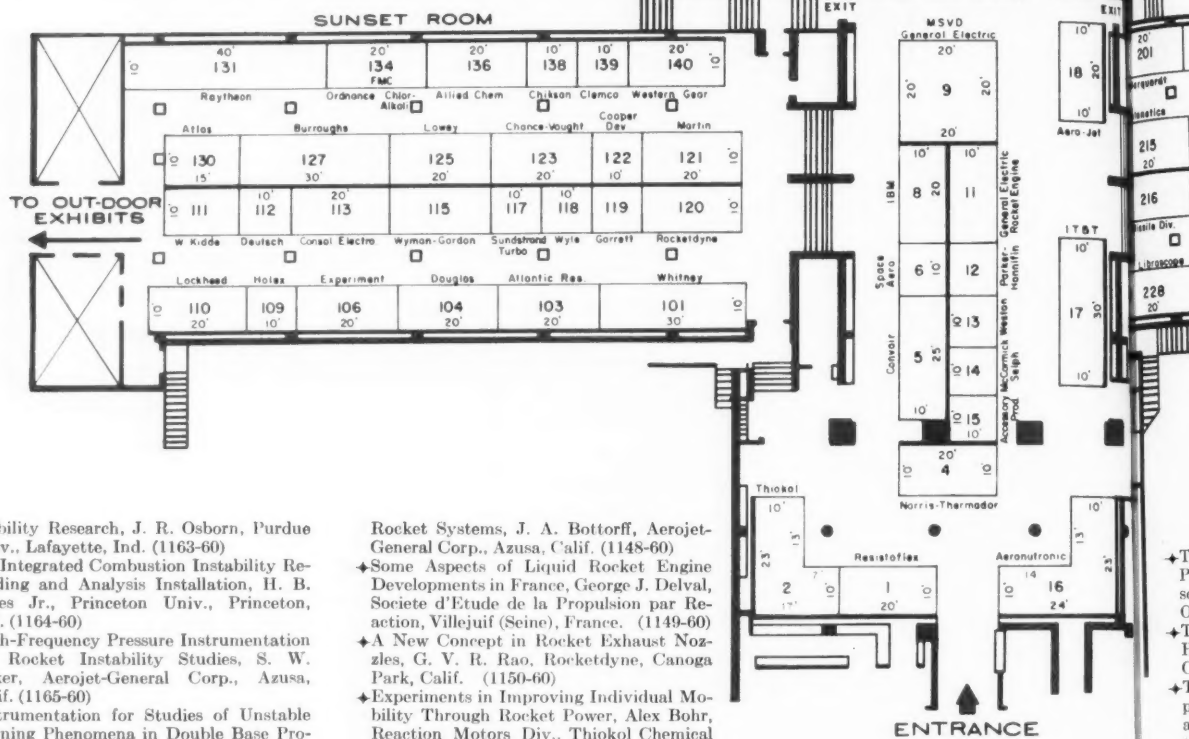 SUNSET ROOM
40' 20' 20' 10' 10' 20'
10' 131 134 136 138 139 140 10'
FMC
Raytheon Ordnance Chlor-Alkali Allied Chem Chiksan Clemco Western Gear
Atlas Burroughs Lowey Chance-Vought Cooper Dev Martin
10' 130 127 125 123 122 121 10'
15' 30' 20' 20' 10' 20'
TO OUT-DOOR
EXHIBITS
10' 20' 10' 10'
10' 111 112 113 115 117 118 119 120 10'
W. Kidde Deutsch Consol Electro. Wyman-Gordon Sundstrand Turbo Wyle Garrett Rocketdyne
Lockheed Holex Experiment Douglas Atlantic Res. Whitney
10' 110 109 106 104 103 101 10'
20' 10' 20' 20' 20' 30'
EXIT
MSVD
General Electric
20'
20' 9 20'
20'
10' 10'
IBM 8 20 11 General Electric Rocket Engine
Space Aero 6 10' 12 Parker-Hannifin
10' 13 Weston
Convair 5 25' 10' 14 McCormick Selph
10' 10' 15 10' Accessory Prod.
20'
10' 4 10'
Norris-Thermador
EXIT
10'
18 20'
10'
Aero-Jet
IT&T
10'
17 30'
10'
20'
201
Marquardt
215
20'
216
Missile Div.
Libroscope
228
20'
Thiokol
10'
23' 13'
2 7' 10'
17'
Resistoflex
1 10'
20'
Aeronutronic
10'
13' 23'
14
10' 16
24'
ENTRANCE
bility Research, J. R. Osborn, Purdue
v., Lafayette, Ind. (1163-60)
Integrated Combustion Instability Re-
ding and Analysis Installation, H. B.
es Jr., Princeton Univ., Princeton,
. (1164-60)
h-Frequency Pressure Instrumentation
Rocket Instability Studies, S. W.
er, Aerojet-General Corp., Azusa,
if. (1165-60)
trumentation for Studies of Unstable
ning Phenomena in Double Base Pro-
Rocket Systems, J. A. Bottorff, Aerojet-
General Corp., Azusa, Calif. (1148-60)
✦Some Aspects of Liquid Rocket Engine
Developments in France, George J. Delval,
Societe d'Etude de la Propulsion par Re-
action, Villejuif (Seine), France. (1149-60)
✦A New Concept in Rocket Exhaust Noz-
zles, G. V. R. Rao, Rocketdyne, Canoga
Park, Calif. (1150-60)
✦Experiments in Improving Individual Mo-
bility Through Rocket Power, Alex Bohr,
Reaction Motors Div., Thiokol Chemical
✦T
P
s
C
✦T
H
C
✦T
p
a